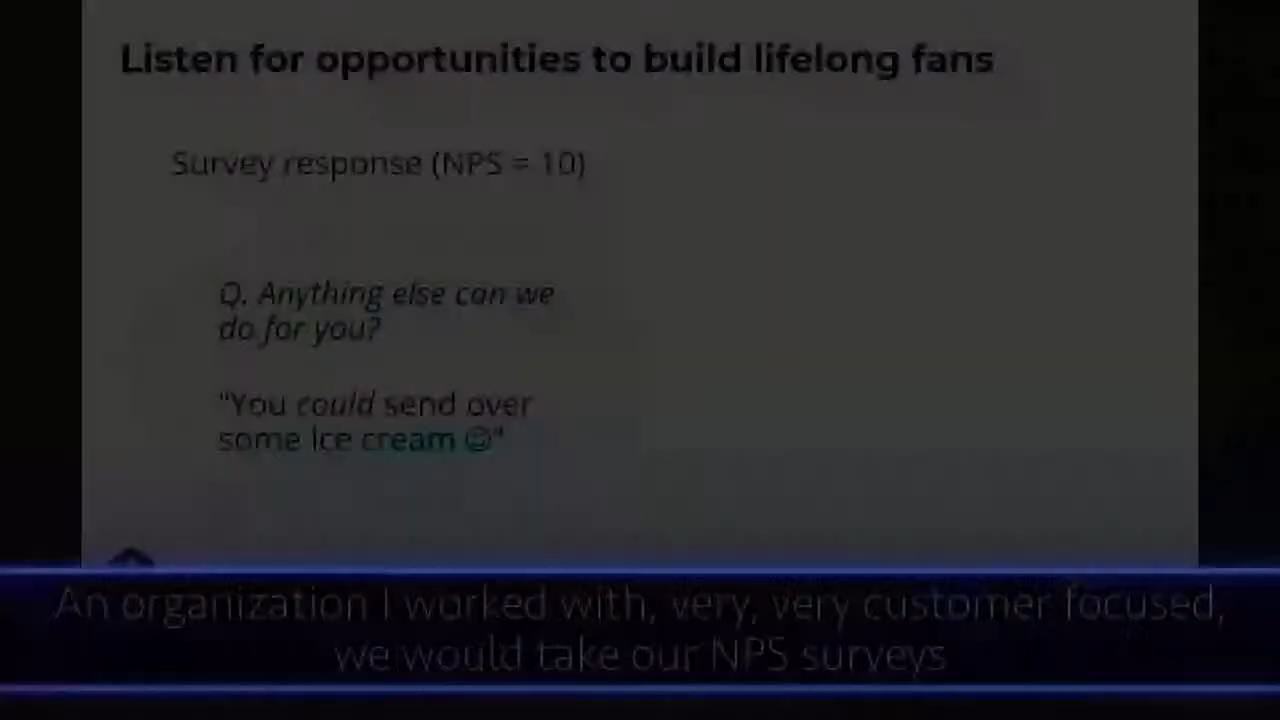 Listen for opportunities to build lifelong fans
Survey response (NPS = 10)
Q. Anything else can we
do for you?
"You could send over
some ice cream ☺"
An organization I worked with, very, very customer focused,
we would take our NPS surveys